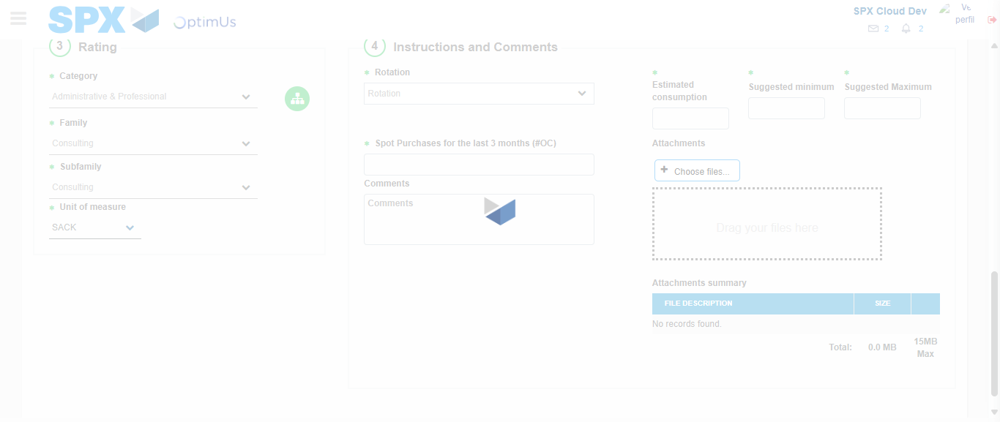 SPX
OptimUs
SPX Cloud Dev
2
2
Ve
perfil
3 Rating
* Category
Administrative & Professional
* Family
Consulting
* Subfamily
Consulting
* Unit of measure
SACK
4 Instructions and Comments
* Rotation
Rotation
* Estimated
consumption
* Suggested minimum
* Suggested Maximum
* Spot Purchases for the last 3 months (#OC)
Comments
Comments
Attachments
+ Choose files...
Drag your files here
Attachments summary
FILE DESCRIPTION SIZE
No records found.
Total: 0.0 MB 15MB
Max